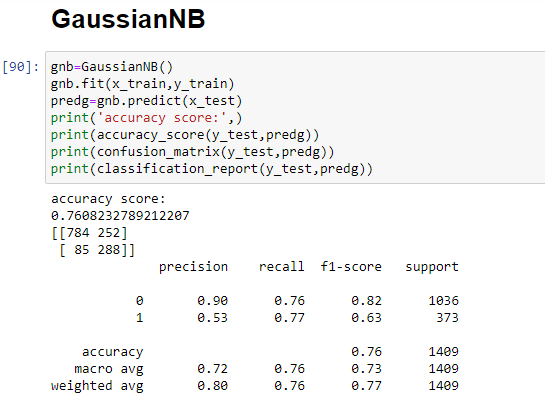 GaussianNB
[90]: gnb=GaussianNB()
gnb.fit(x_train,y_train)
predg=gnb.predict(x_test)
print('accuracy score:',)
print(accuracy_score(y_test,predg))
print(confusion_matrix(y_test,predg))
print(classification_report(y_test,predg))
accuracy score:
0.7608232789212207
[[784 252]
 [ 85 288]]
              precision    recall  f1-score   support

           0       0.90      0.76      0.82      1036
           1       0.53      0.77      0.63       373

    accuracy                           0.76      1409
   macro avg       0.72      0.76      0.73      1409
weighted avg       0.80      0.76      0.77      1409